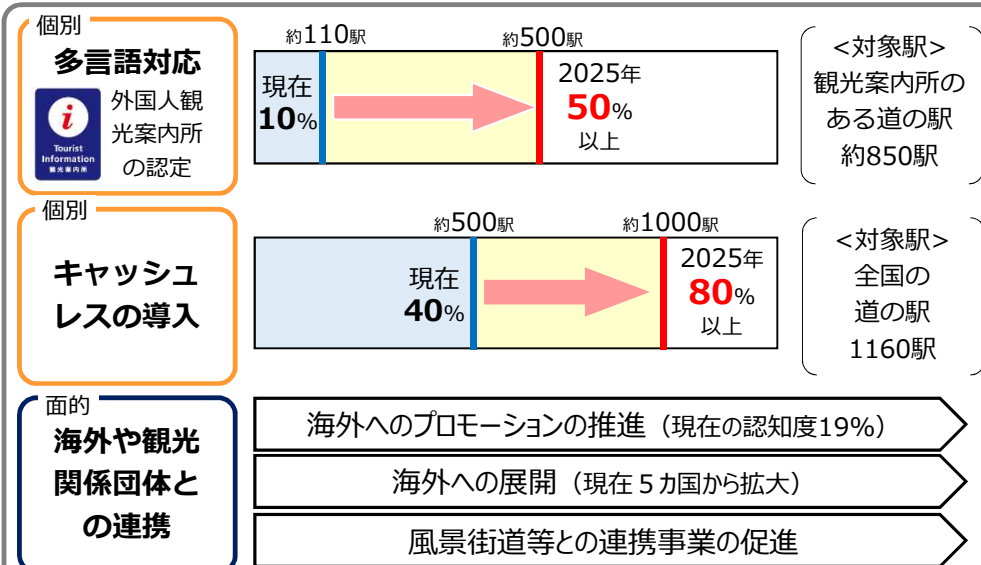 個別
多言語対応
i
Tourist
Information
観光案内所
外国人観
光案内所
の認定
約110駅
約500駅
現在
10%
2025年
50%
以上
<対象駅>
観光案内所の
ある道の駅
約850駅
個別
キャッシュ
レスの導入
約500駅
約1000駅
現在
40%
2025年
80%
以上
<対象駅>
全国の
道の駅
1160駅
面的
海外や観光
関係団体と
の連携
海外へのプロモーションの推進（現在の認知度19%）
海外への展開（現在５カ国から拡大）
風景街道等との連携事業の促進